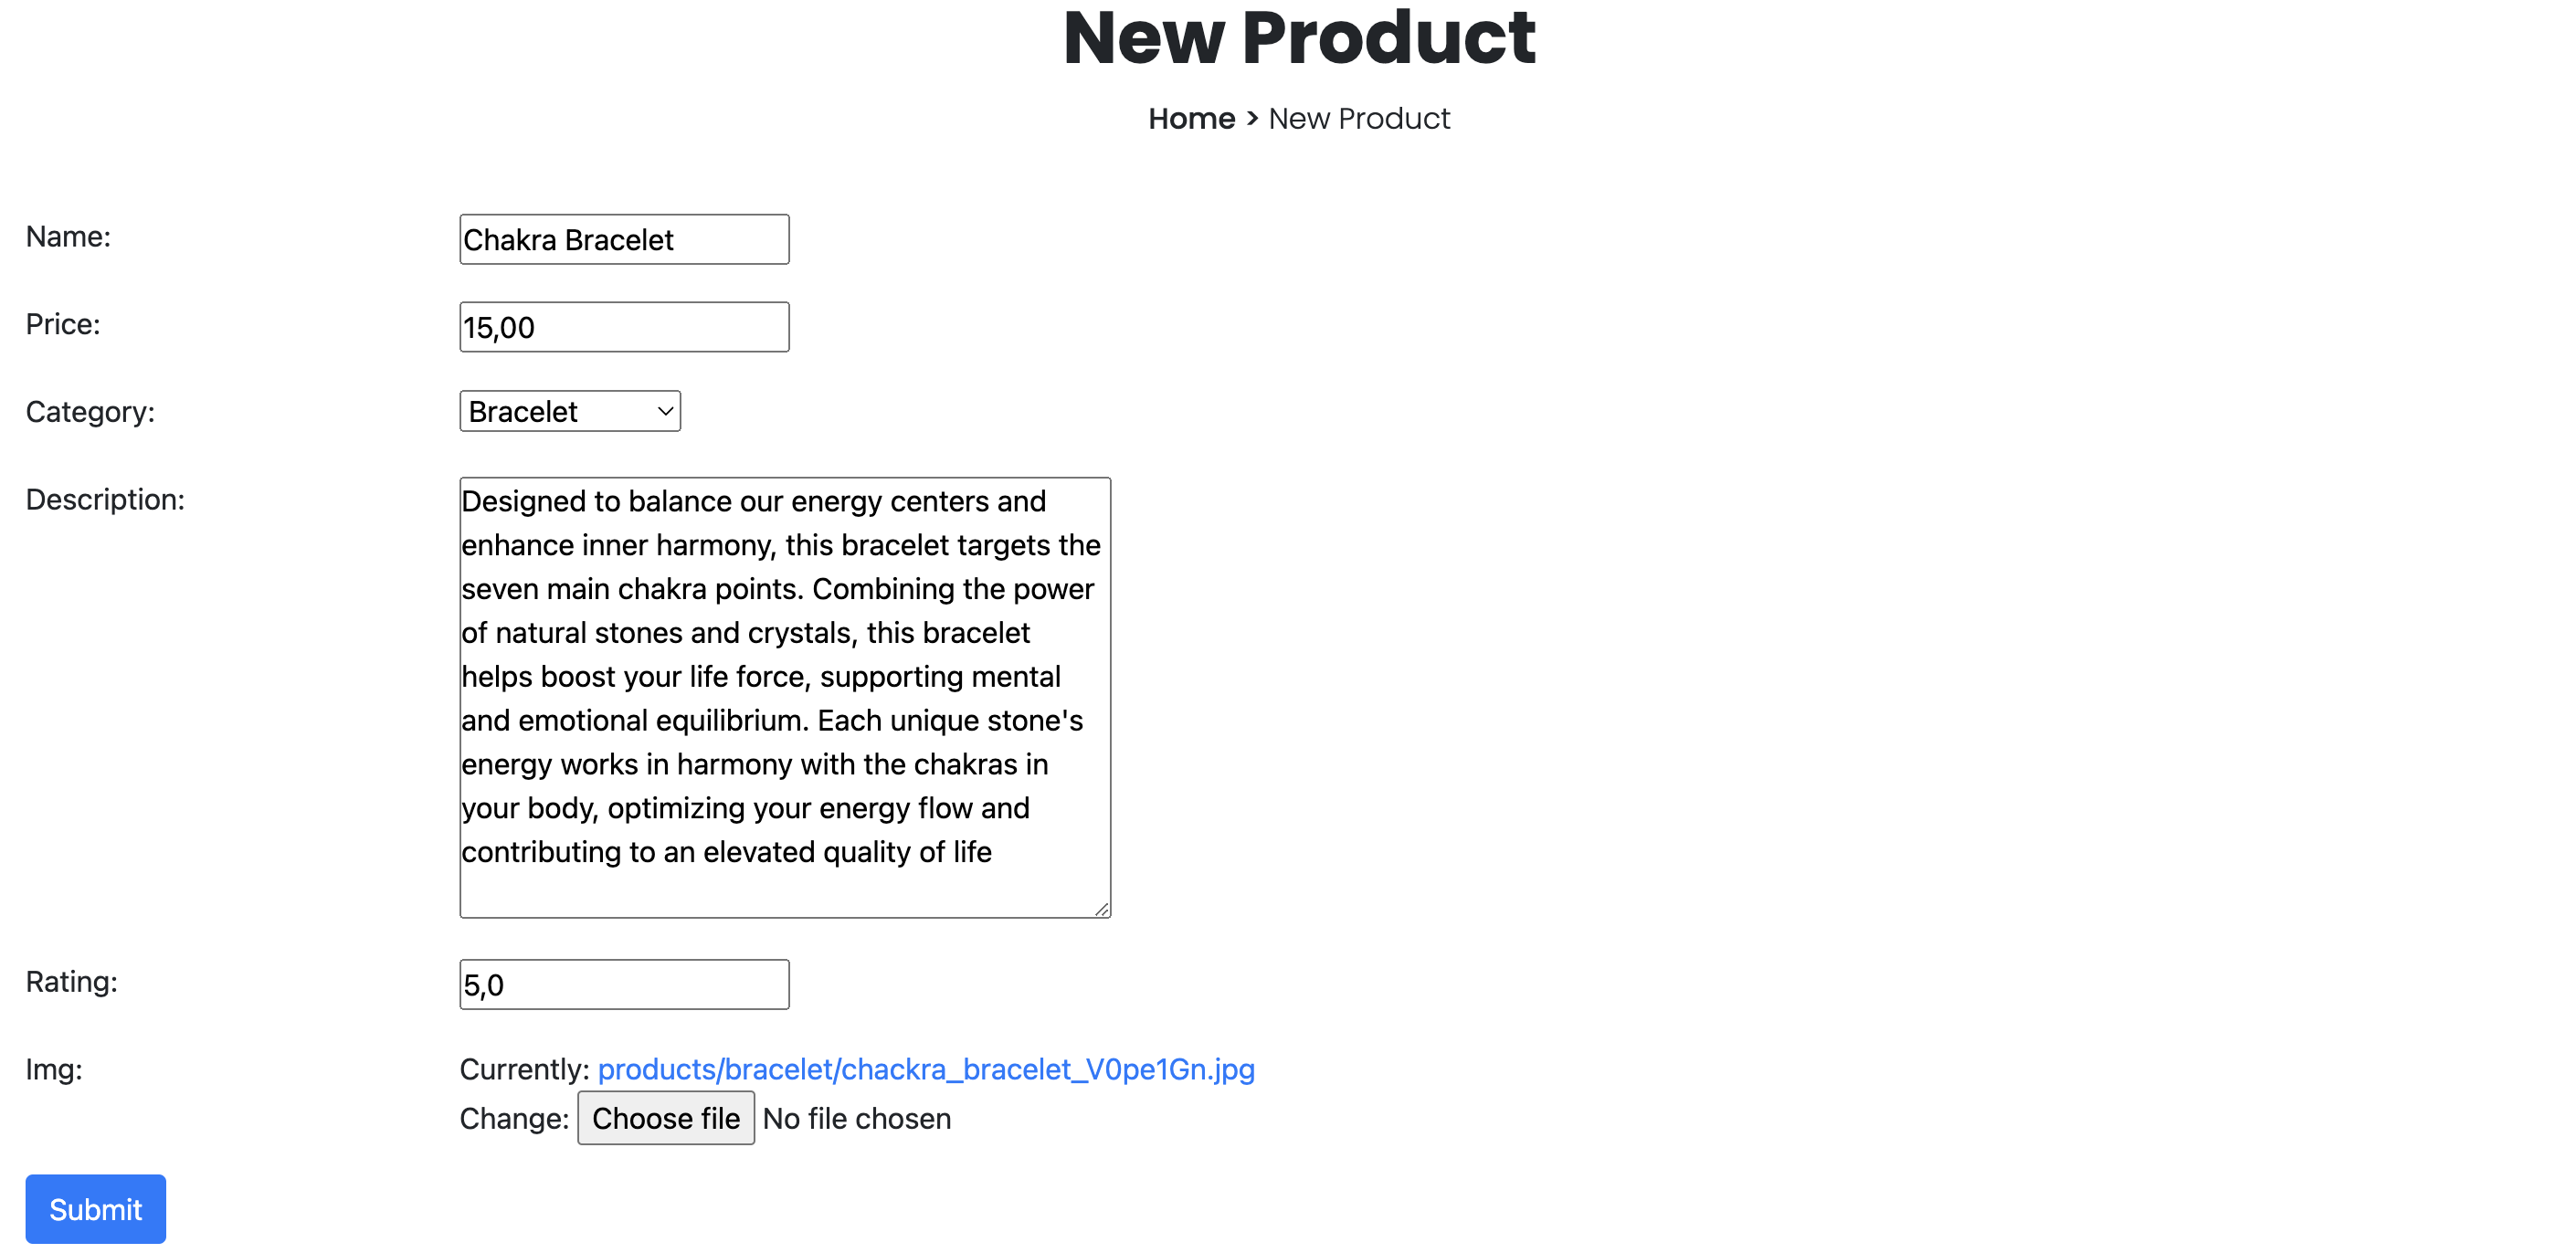 New Product
Home > New Product
Name:
Chakra Bracelet
Price:
15,00
Category:
Bracelet
Description:
Designed to balance our energy centers and
enhance inner harmony, this bracelet targets the
seven main chakra points. Combining the power
of natural stones and crystals, this bracelet
helps boost your life force, supporting mental
and emotional equilibrium. Each unique stone's
energy works in harmony with the chakras in
your body, optimizing your energy flow and
contributing to an elevated quality of life
Rating:
5,0
Img:
Currently: products/bracelet/chackra_bracelet_V0pe1Gn.jpg
Change: Choose file No file chosen
Submit